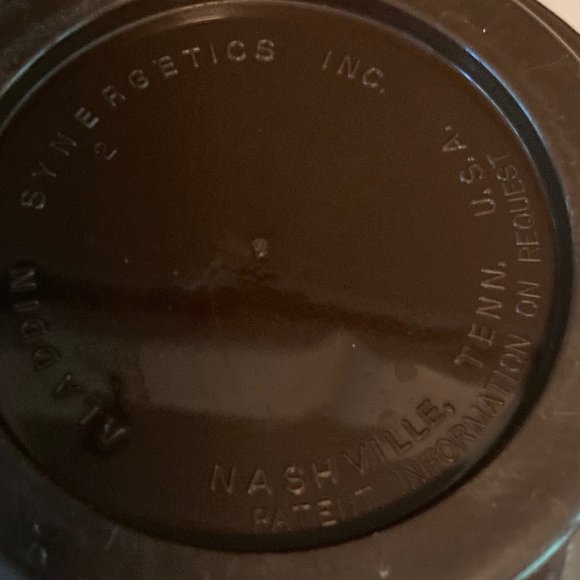 ALADDIN SYNERGETICS INC.
NASHVILLE, TENN. U.S.A.
PATENT INFORMATION ON REQUEST
2